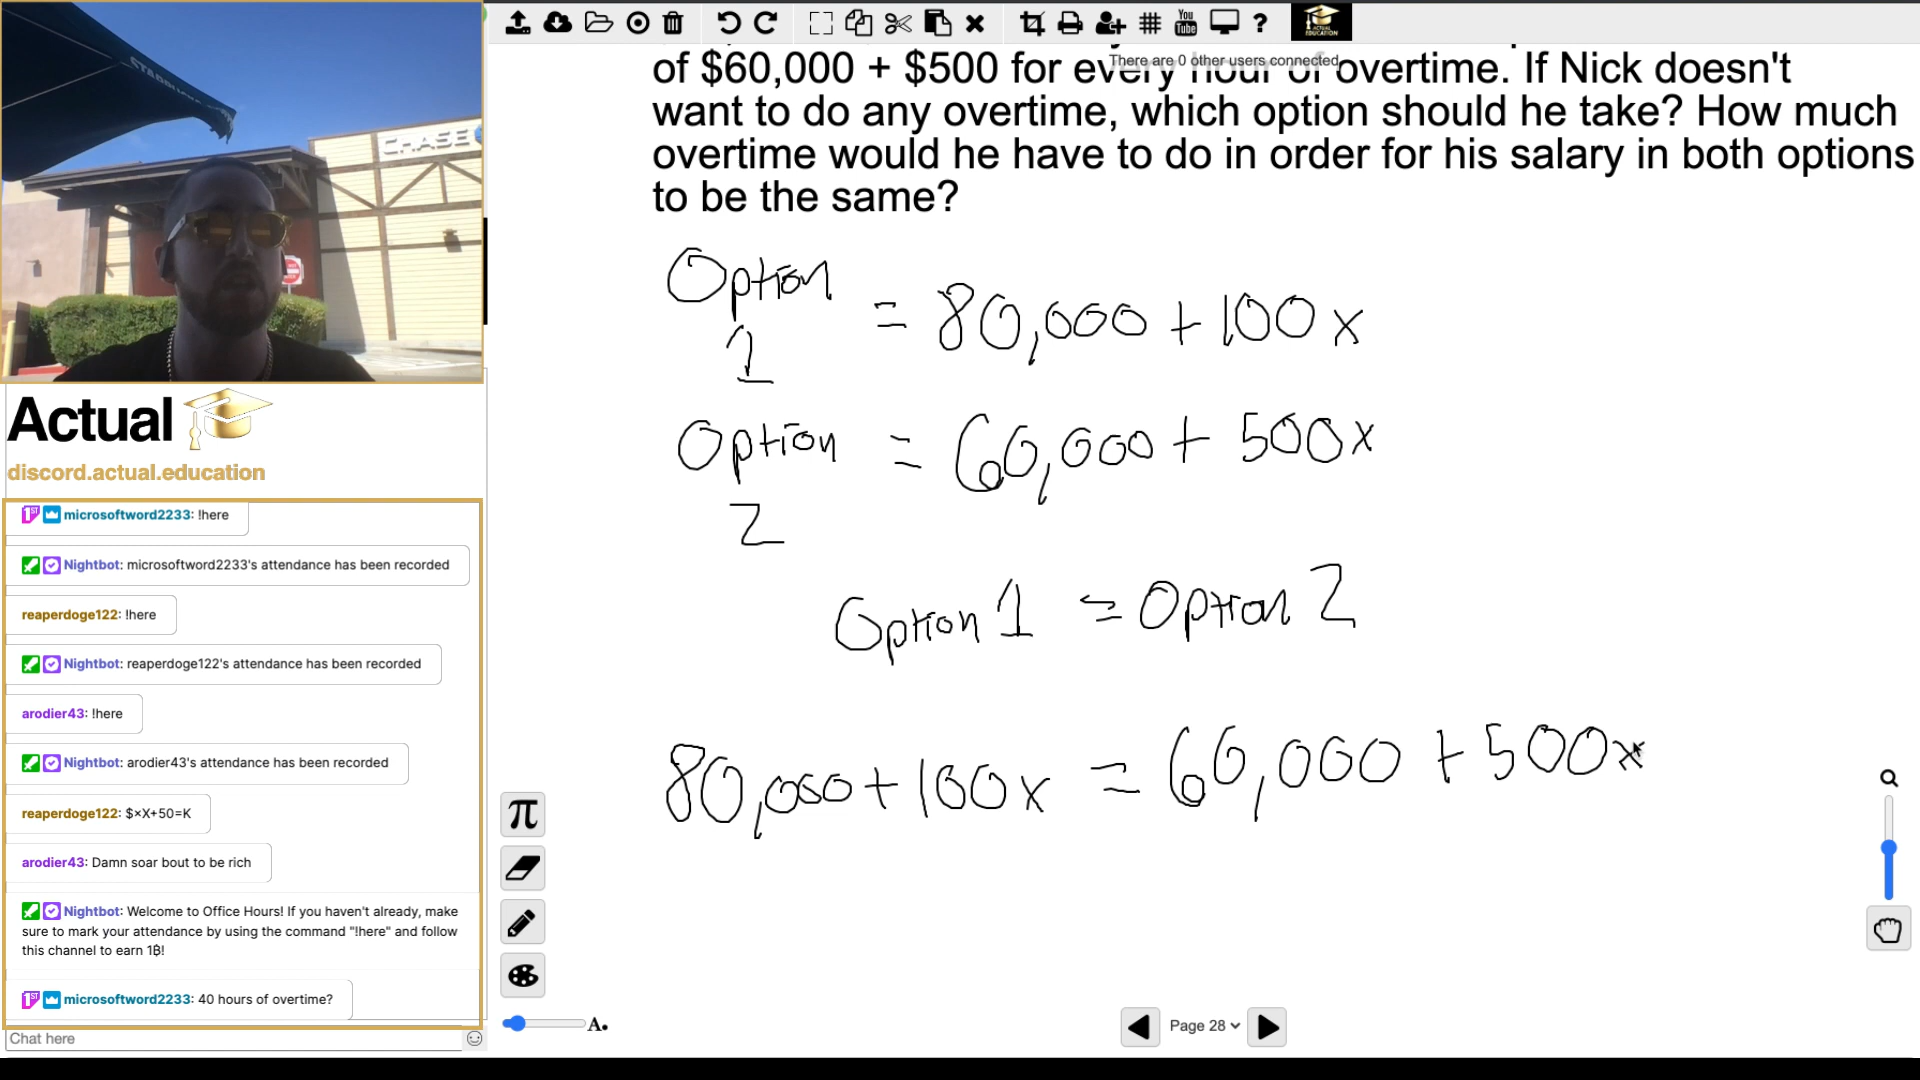 CHASE
Actual
discord.actual.education
microsoftword2233: !here
Nightbot: microsoftword2233's attendance has been recorded
reaperdoge122: !here
Nightbot: reaperdoge122's attendance has been recorded
arodier43: !here
Nightbot: arodier43's attendance has been recorded
reaperdoge122: $×X+50=K
arodier43: Damn soar bout to be rich
Nightbot: Welcome to Office Hours! If you haven't already, make
sure to mark your attendance by using the command "!here" and follow
this channel to earn 1₿!
microsoftword2233: 40 hours of overtime?
Chat here
You
Tube
?
ACTUAL
EDUCATION
There are 0 other users connected
of $60,000 + $500 for every hour of overtime. If Nick doesn't
want to do any overtime, which option should he take? How much
overtime would he have to do in order for his salary in both options
to be the same?
Option 1 = 80,000 + 100x
Option 2 = 60,000 + 500x
Option 1 = Option 2
80,000 + 100x = 60,000 + 500x
π
A.
Page 28